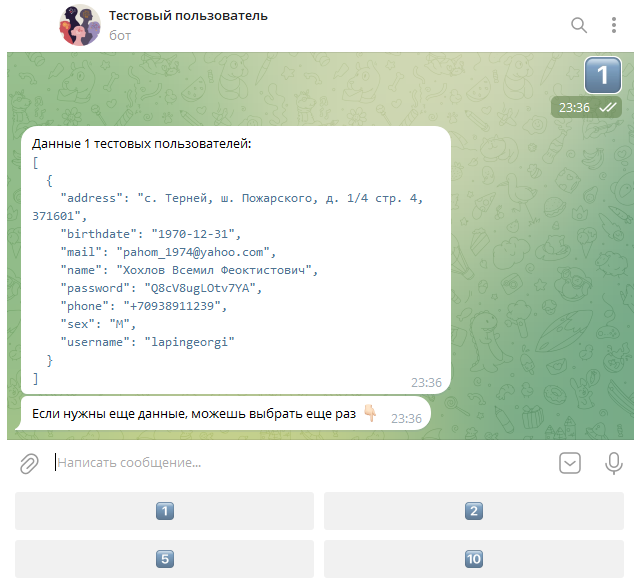 Тестовый пользователь
бот
1
23:36
Данные 1 тестовых пользователей:
[
{
"address": "с. Терней, ш. Пожарского, д. 1/4 стр. 4,
371601",
"birthdate": "1970-12-31",
"mail": "pahom_1974@yahoo.com",
"name": "Хохлов Всемил Феоктистович",
"password": "Q8cV8ugLOtv7YA",
"phone": "+70938911239",
"sex": "M",
"username": "lapingeorgi"
}
]
23:36
Если нужны еще данные, можешь выбрать еще раз 👇🏻 23:36
Написать сообщение...
1 2
5 10